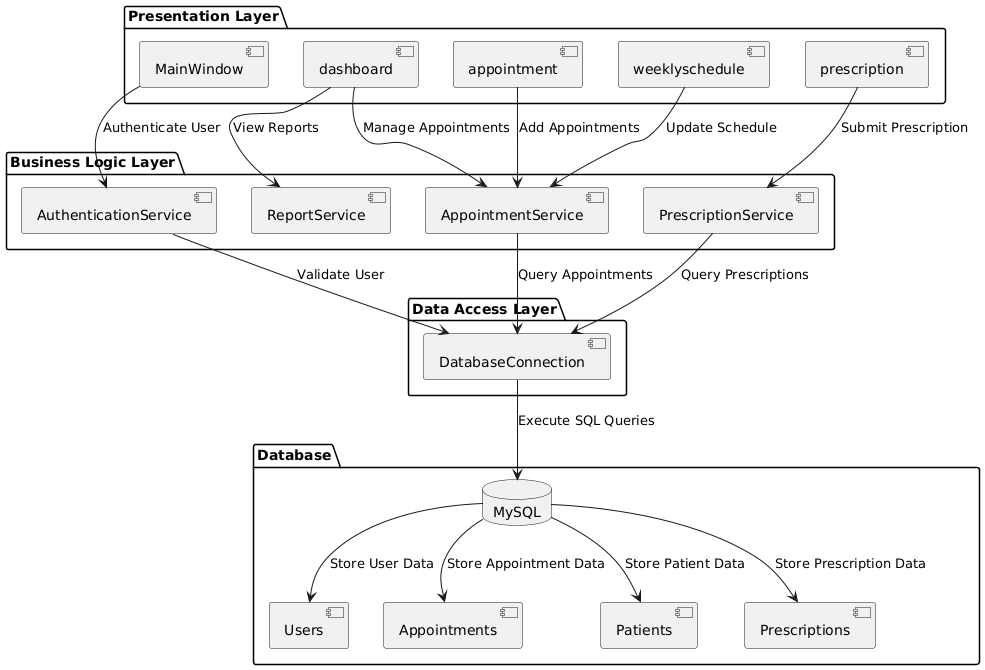 Presentation Layer
MainWindow
dashboard
appointment
weeklyschedule
prescription
Authenticate User
View Reports
Manage Appointments
Add Appointments
Update Schedule
Submit Prescription
Business Logic Layer
AuthenticationService
ReportService
AppointmentService
PrescriptionService
Validate User
Query Appointments
Query Prescriptions
Data Access Layer
DatabaseConnection
Execute SQL Queries
Database
MySQL
Store User Data
Store Appointment Data
Store Patient Data
Store Prescription Data
Users
Appointments
Patients
Prescriptions